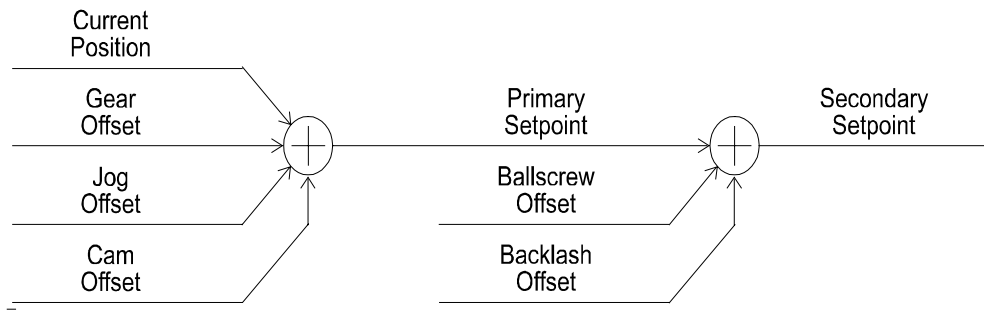 Current
Position
Gear
Offset
Jog
Offset
Cam
Offset
Primary
Setpoint
Ballscrew
Offset
Backlash
Offset
Secondary
Setpoint